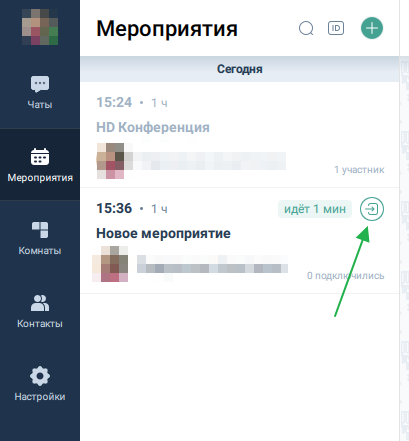 Мероприятия
ID
Сегодня
15:24 • 1 ч
HD Конференция
1 участник
15:36 • 1 ч
идёт 1 мин
Новое мероприятие
0 подключились
Чаты
Мероприятия
Комнаты
Контакты
Настройки